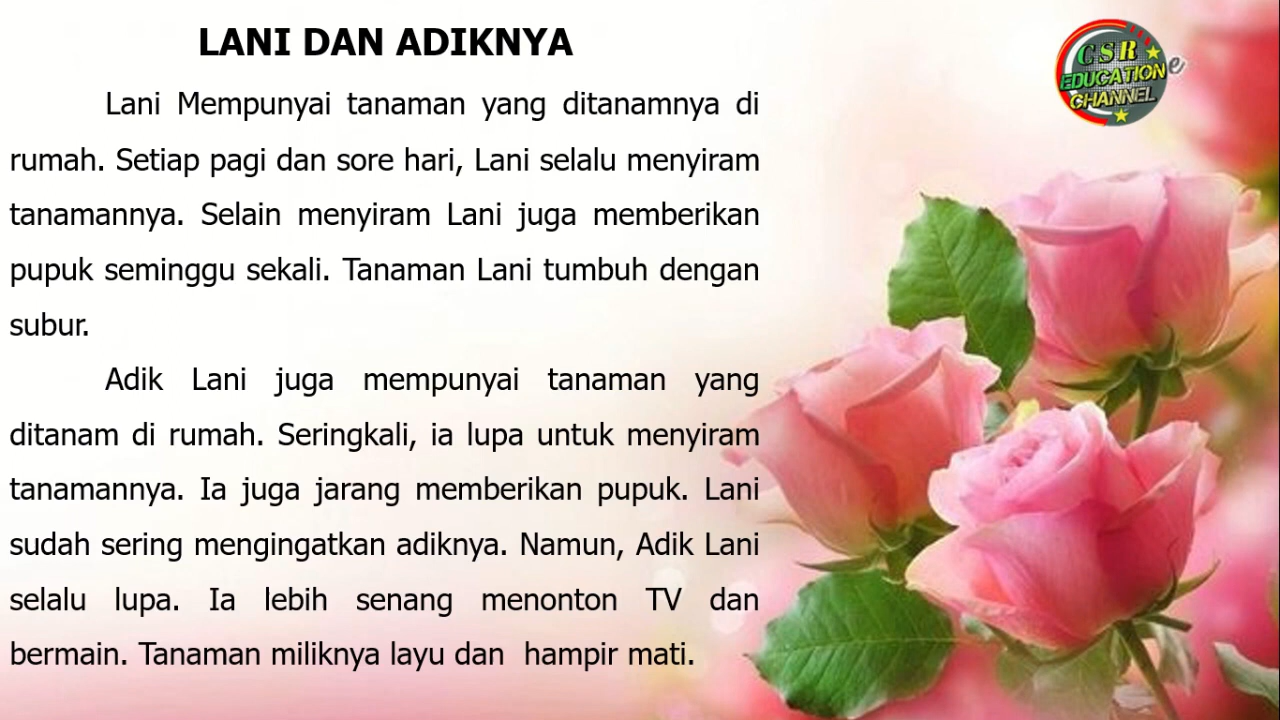 LANI DAN ADIKNYA
Lani Mempunyai tanaman yang ditanamnya di
rumah. Setiap pagi dan sore hari, Lani selalu menyiram
tanamannya. Selain menyiram Lani juga memberikan
pupuk seminggu sekali. Tanaman Lani tumbuh dengan
subur.
Adik Lani juga mempunyai tanaman yang
ditanam di rumah. Seringkali, ia lupa untuk menyiram
tanamannya. Ia juga jarang memberikan pupuk. Lani
sudah sering mengingatkan adiknya. Namun, Adik Lani
selalu lupa. Ia lebih senang menonton TV dan
bermain. Tanaman miliknya layu dan hampir mati.
CSR
EDUCATION
CHANNEL